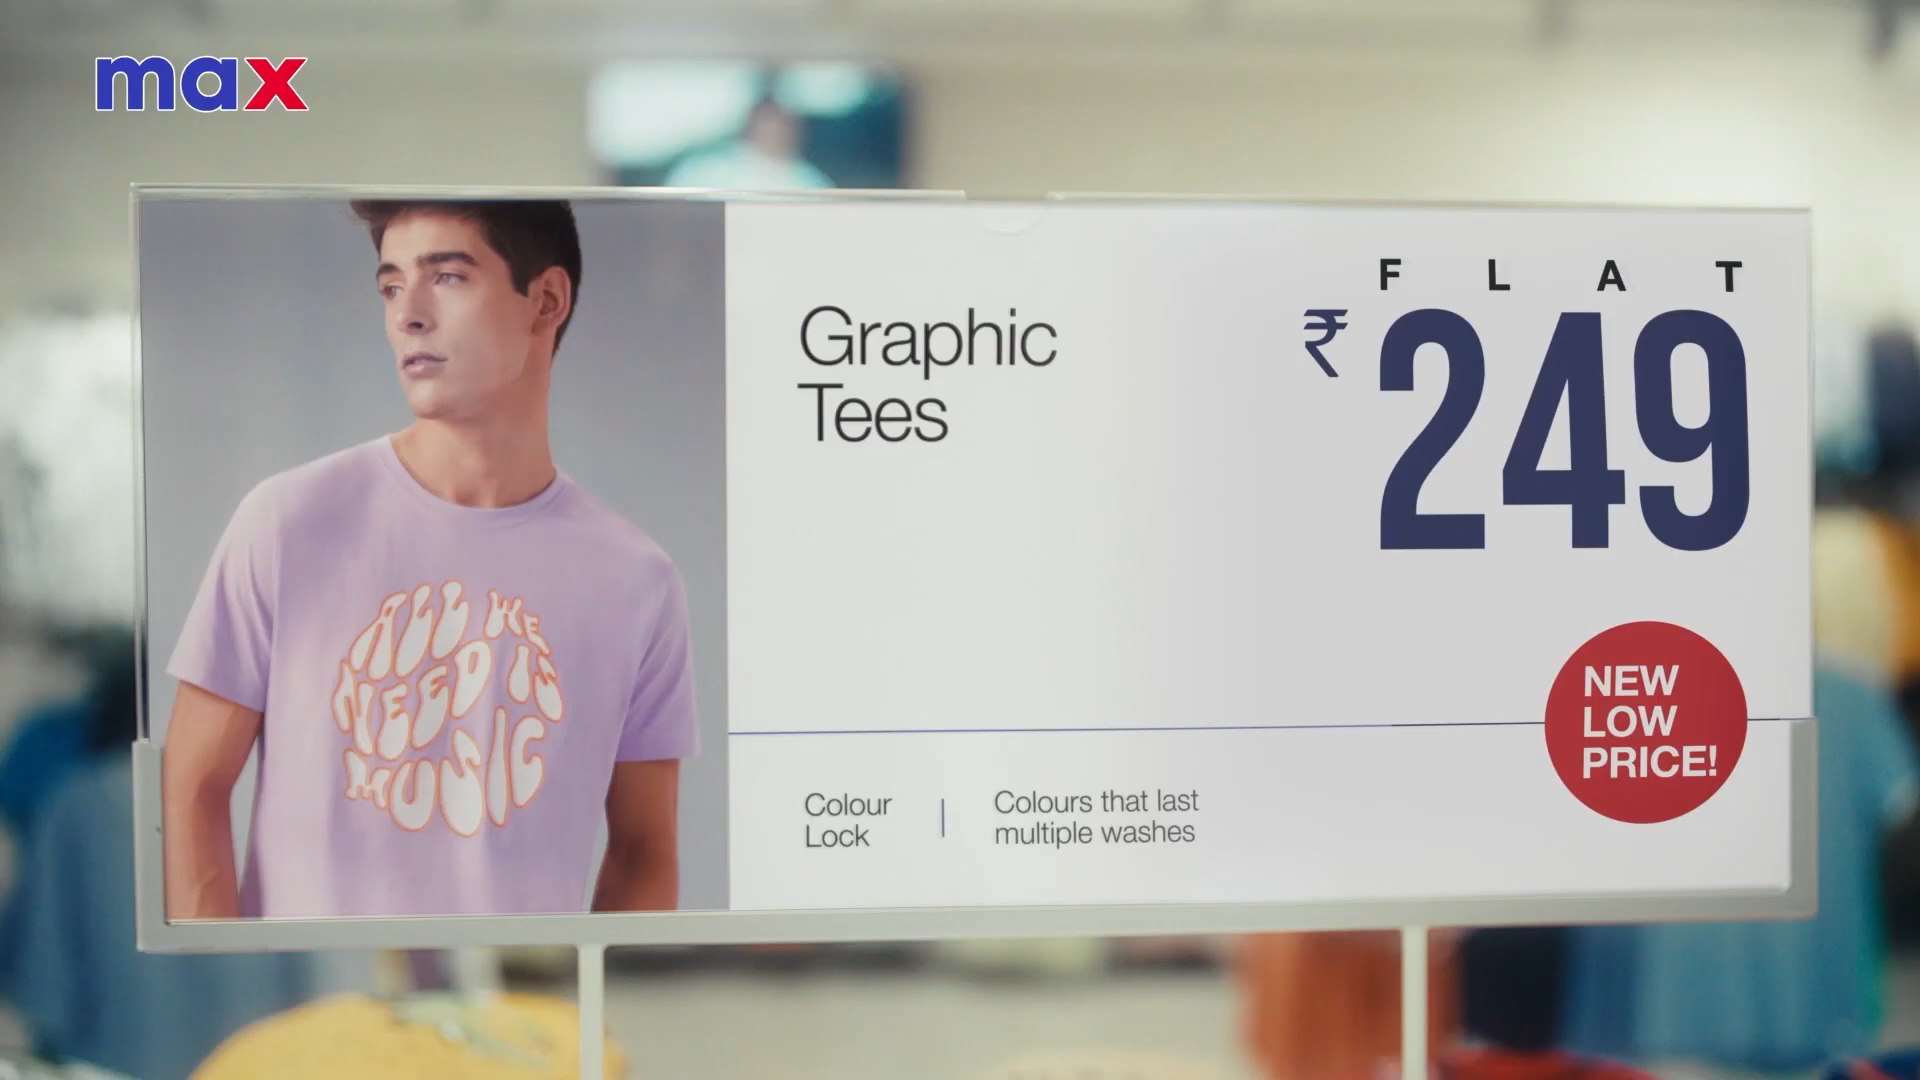 max
Graphic
Tees
FLAT
₹249
ALL WE
NEED IS
MUSIC
NEW
LOW
PRICE!
Colour
Lock
Colours that last
multiple washes